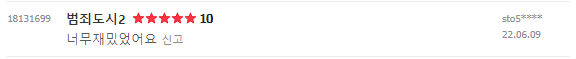 18131699
범죄도시2 ★★★★★ 10
너무재밌었어요 신고
sto5****
22.06.09